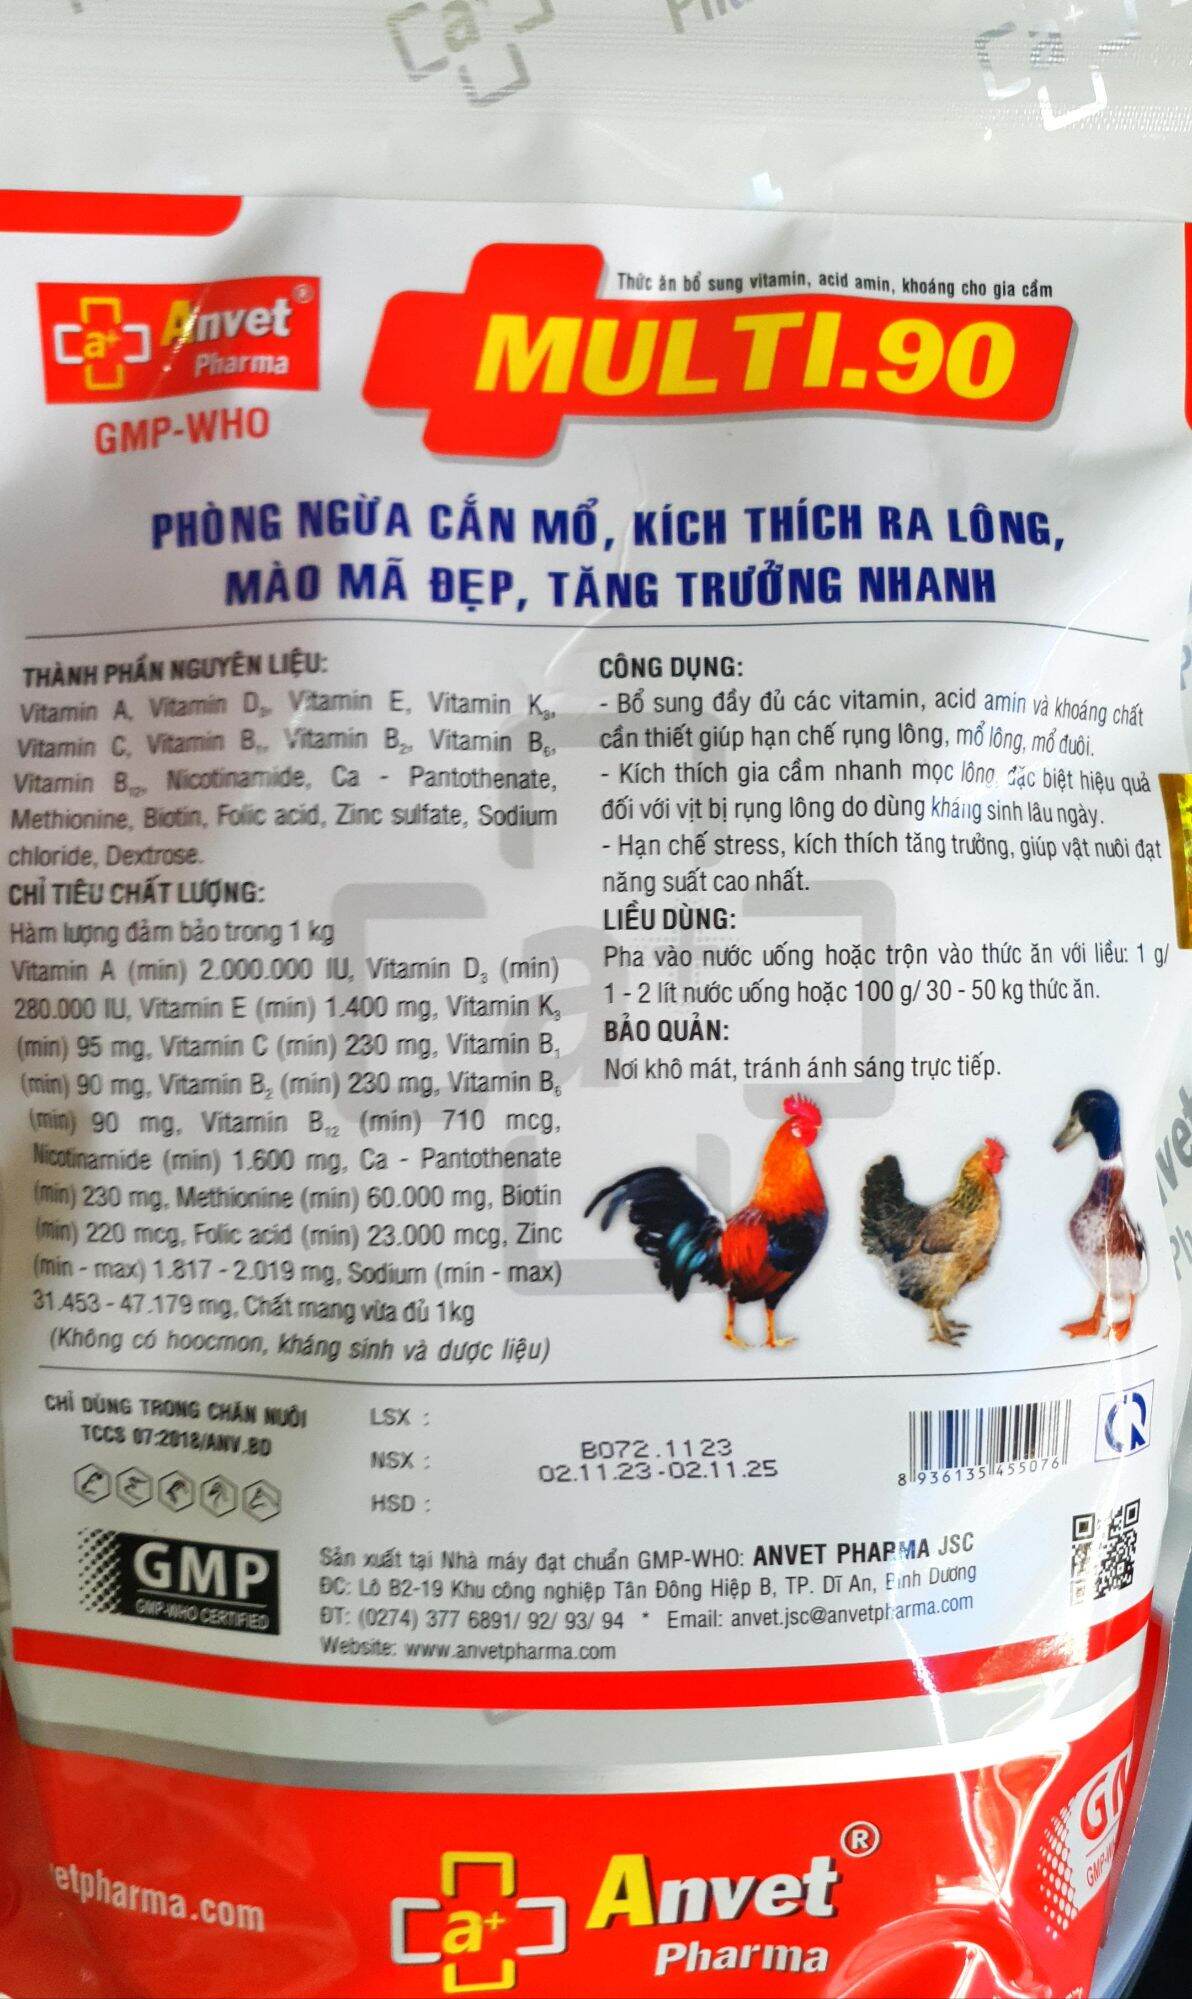 Thức ăn bổ sung vitamin, acid amin, khoáng cho gia cầm
a+ Anvet®
Pharma
GMP-WHO
MULTI.90
PHÒNG NGỪA CẮN MỔ, KÍCH THÍCH RA LÔNG,
MÀO MÃ ĐẸP, TĂNG TRƯỞNG NHANH
THÀNH PHẦN NGUYÊN LIỆU:
Vitamin A, Vitamin D₃, Vitamin E, Vitamin K₃,
Vitamin C, Vitamin B₁, Vitamin B₂, Vitamin B₆,
Vitamin B₁₂, Nicotinamide, Ca - Pantothenate,
Methionine, Biotin, Folic acid, Zinc sulfate, Sodium
chloride, Dextrose.
CHỈ TIÊU CHẤT LƯỢNG:
Hàm lượng đảm bảo trong 1 kg
Vitamin A (min) 2.000.000 IU, Vitamin D₃ (min)
280.000 IU, Vitamin E (min) 1.400 mg, Vitamin K₃
(min) 95 mg, Vitamin C (min) 230 mg, Vitamin B₁
(min) 90 mg, Vitamin B₂ (min) 230 mg, Vitamin B₆
(min) 90 mg, Vitamin B₁₂ (min) 710 mcg,
Nicotinamide (min) 1.600 mg, Ca - Pantothenate
(min) 230 mg, Methionine (min) 60.000 mg, Biotin
(min) 220 mcg, Folic acid (min) 23.000 mcg, Zinc
(min - max) 1.817 - 2.019 mg, Sodium (min - max)
31.453 - 47.179 mg, Chất mang vừa đủ 1kg
(Không có hoocmon, kháng sinh và dược liệu)
CÔNG DỤNG:
- Bổ sung đầy đủ các vitamin, acid amin và khoáng chất
cần thiết giúp hạn chế rụng lông, mổ lông, mổ đuôi.
- Kích thích gia cầm nhanh mọc lông, đặc biệt hiệu quả
đối với vịt bị rụng lông do dùng kháng sinh lâu ngày.
- Hạn chế stress, kích thích tăng trưởng, giúp vật nuôi đạt
năng suất cao nhất.
LIỀU DÙNG:
Pha vào nước uống hoặc trộn vào thức ăn với liều: 1 g/
1 - 2 lít nước uống hoặc 100 g/ 30 - 50 kg thức ăn.
BẢO QUẢN:
Nơi khô mát, tránh ánh sáng trực tiếp.
CHỈ DÙNG TRONG CHĂN NUÔI
TCCS 07:2018/ANV.BD
LSX :
NSX :
HSD :
B072.1123
02.11.23-02.11.25
8 936135 455076
CR
GMP
GMP-WHO CERTIFIED
Sản xuất tại Nhà máy đạt chuẩn GMP-WHO: ANVET PHARMA JSC
ĐC: Lô B2-19 Khu công nghiệp Tân Đông Hiệp B, TP. Dĩ An, Bình Dương
ĐT: (0274) 377 6891/ 92/ 93/ 94 * Email: anvet.jsc@anvetpharma.com
Website: www.anvetpharma.com
etpharma.com
a+ Anvet®
Pharma